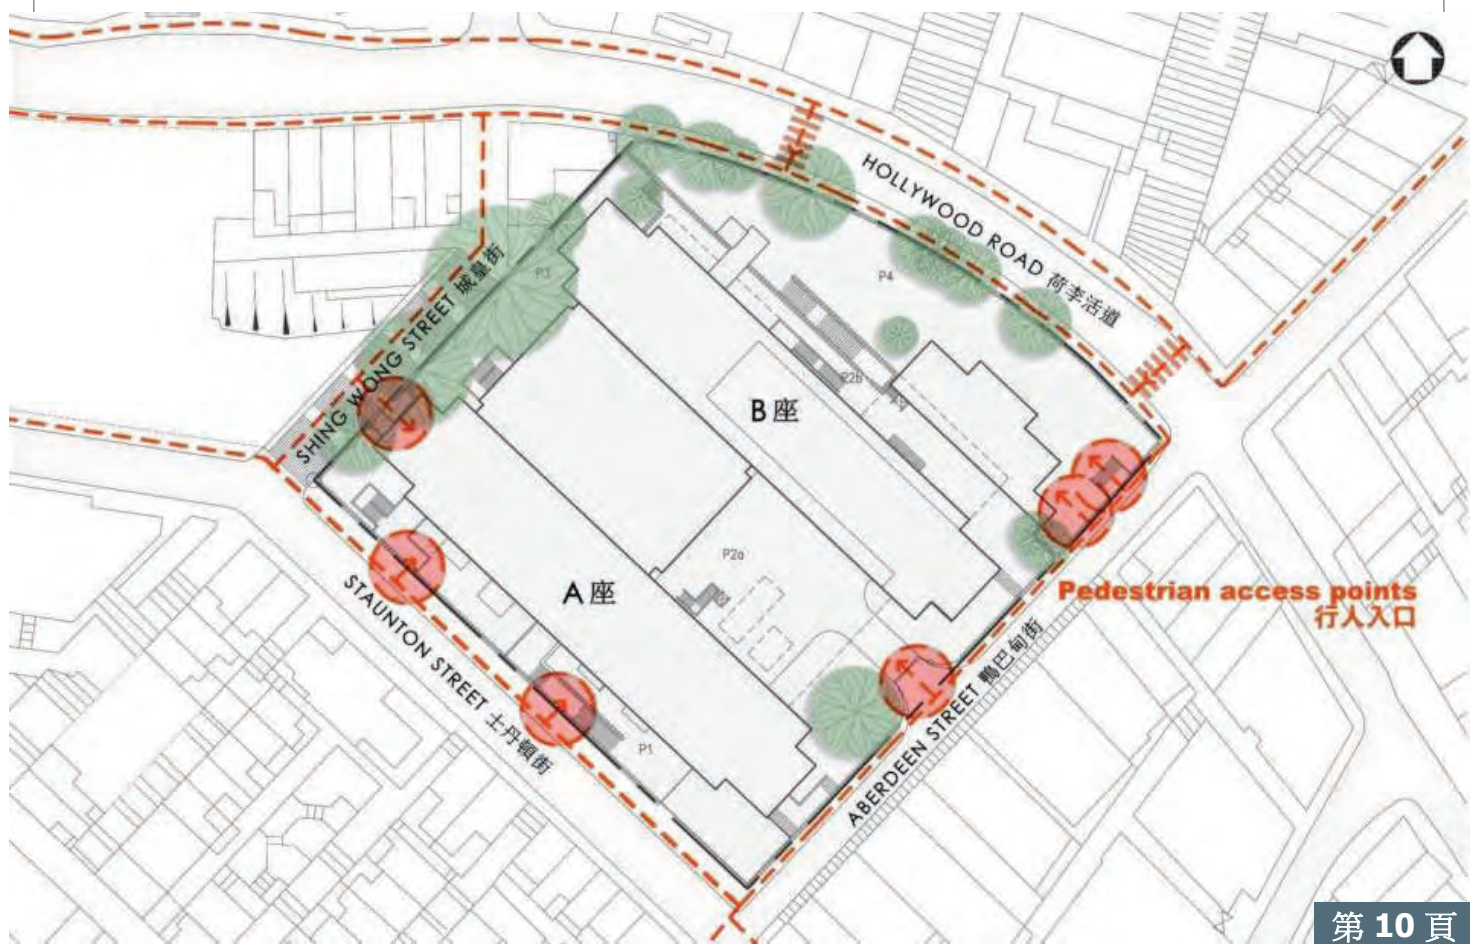 HOLLYWOOD ROAD 荷李活道
P3
P4
SHING WONG STREET 城皇街
P2b
B座
P2a
A座
Pedestrian access points
行人入口
STAUNTON STREET 士丹頓街
P1
ABERDEEN STREET 鴨巴甸街
第 10 頁